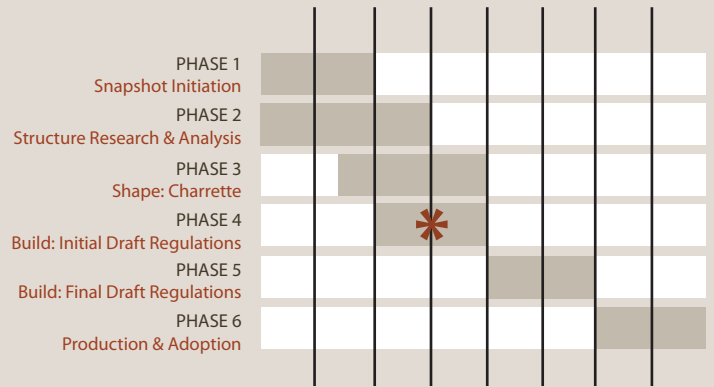 PHASE 1
Snapshot Initiation
PHASE 2
Structure Research & Analysis
PHASE 3
Shape: Charrette
PHASE 4
Build: Initial Draft Regulations
PHASE 5
Build: Final Draft Regulations
PHASE 6
Production & Adoption